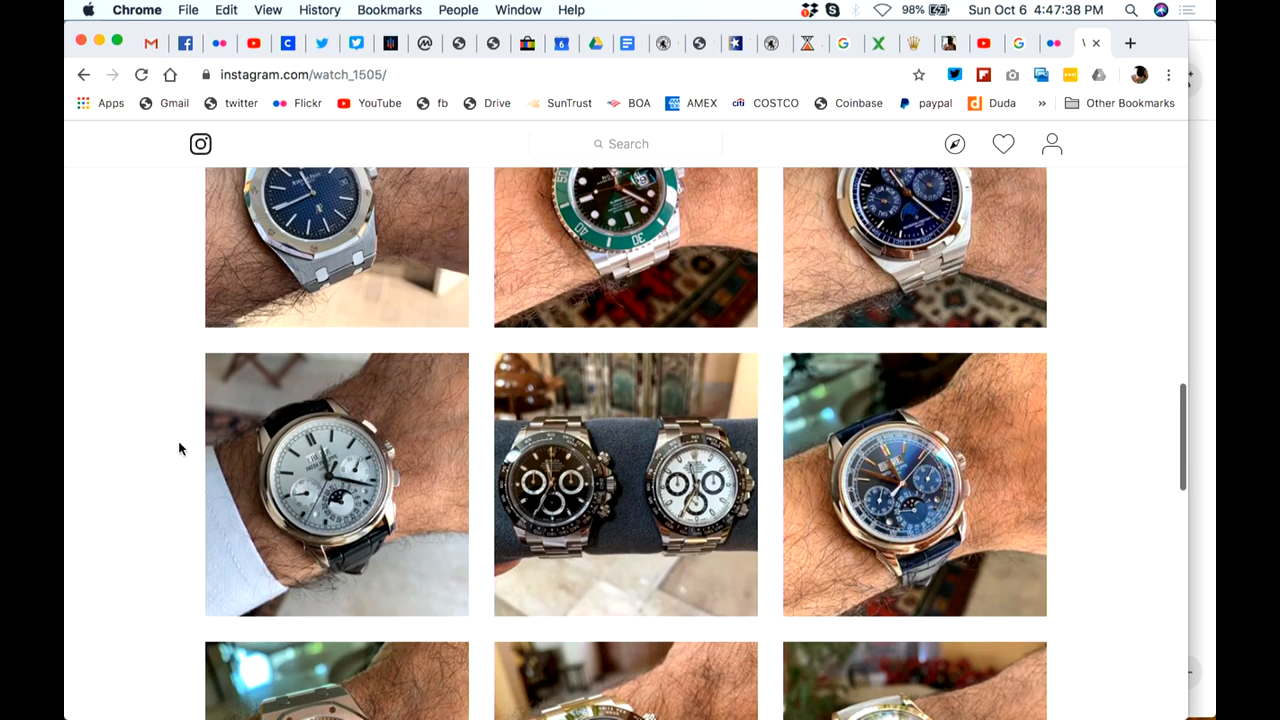 Chrome File Edit View History Bookmarks People Window Help 98% Sun Oct 6 4:47:38 PM
instagram.com/watch_1505/
Apps Gmail twitter Flickr YouTube fb Drive SunTrust BOA AMEX COSTCO Coinbase paypal Duda » Other Bookmarks
Search